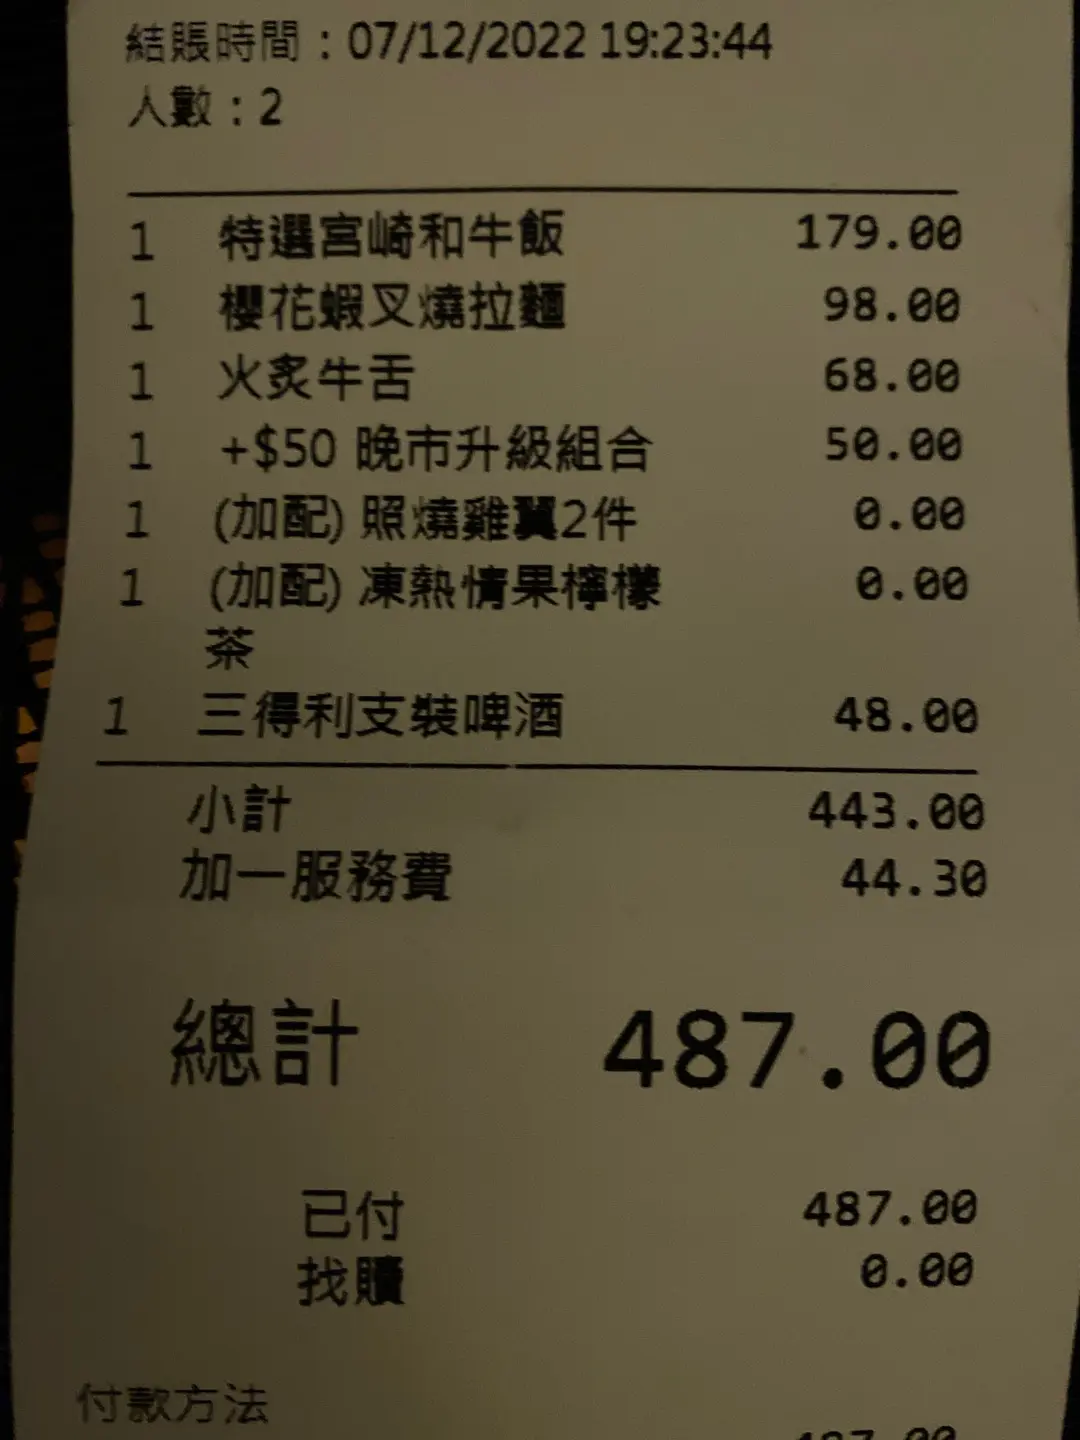 結賬時間：07/12/2022 19:23:44
人數：2
1 特選宮崎和牛飯 179.00
1 櫻花蝦叉燒拉麵 98.00
1 火炙牛舌 68.00
1 +$50 晚市升級組合 50.00
1 (加配) 照燒雞翼2件 0.00
1 (加配) 凍熱情果檸檬 0.00
茶
1 三得利支裝啤酒 48.00
小計 443.00
加一服務費 44.30
總計 487.00
已付 487.00
找贖 0.00
付款方法
487.00